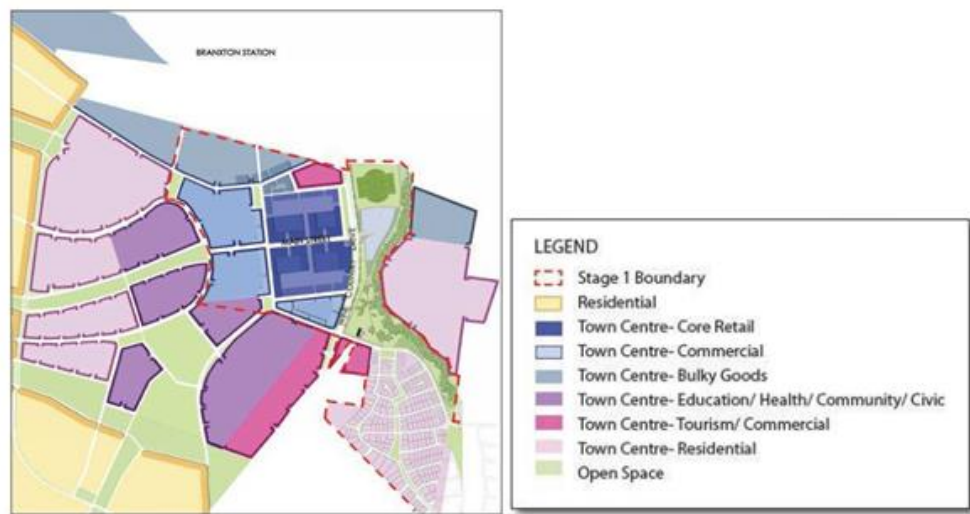 BRANXTON STATION
LEGEND
Stage 1 Boundary
Residential
Town Centre- Core Retail
Town Centre- Commercial
Town Centre- Bulky Goods
Town Centre- Education/ Health/ Community/ Civic
Town Centre- Tourism/ Commercial
Town Centre- Residential
Open Space